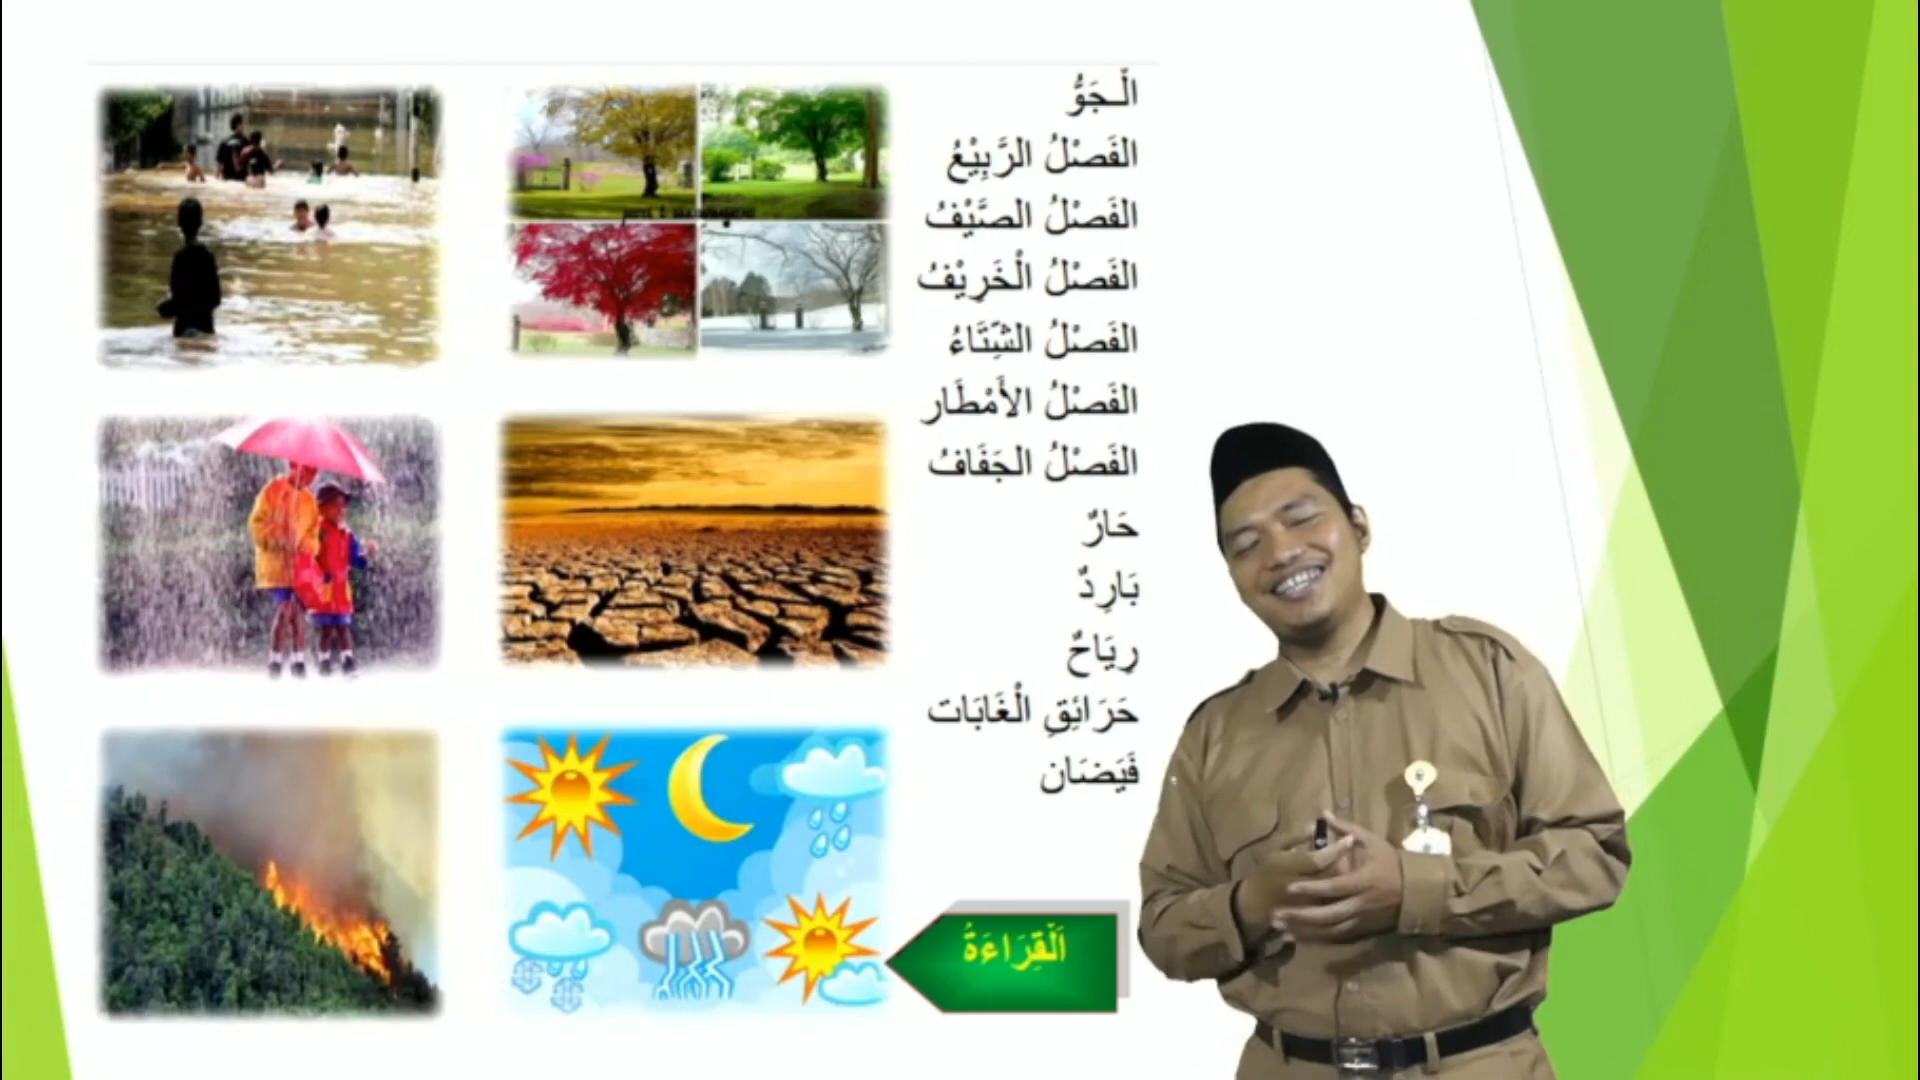 الْـجَوُّ
الفَصْلُ الرَّبِيْعُ
الفَصْلُ الصَّيْفُ
الفَصْلُ الْخَرِيْفُ
الفَصْلُ الشِّتَاءُ
الفَصْلُ الأَمْطَار
الفَصْلُ الجَفَافُ
حَارٌ
بَارِدٌ
رِيَاحٌ
حَرَائِقِ الْغَابَات
فَيَضَان
اَلْقِرَاءَةُ